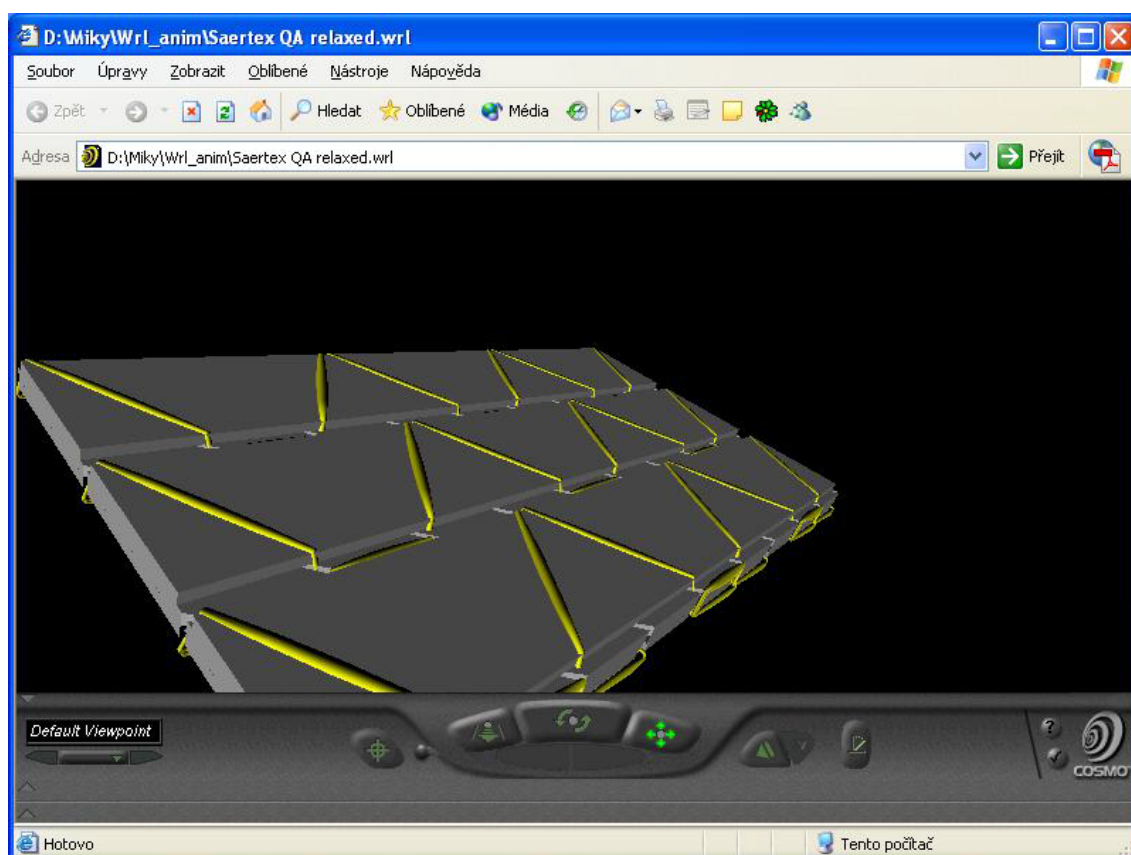 D:\Miky\Wrl_anim\Saertex QA relaxed.wrl
Soubor Úpravy Zobrazit Oblíbené Nástroje Nápověda
Zpět Hledat Oblíbené Média
Adresa D:\Miky\Wrl_anim\Saertex QA relaxed.wrl Přejít
Default Viewpoint
?
COSMO
Hotovo Tento počítač